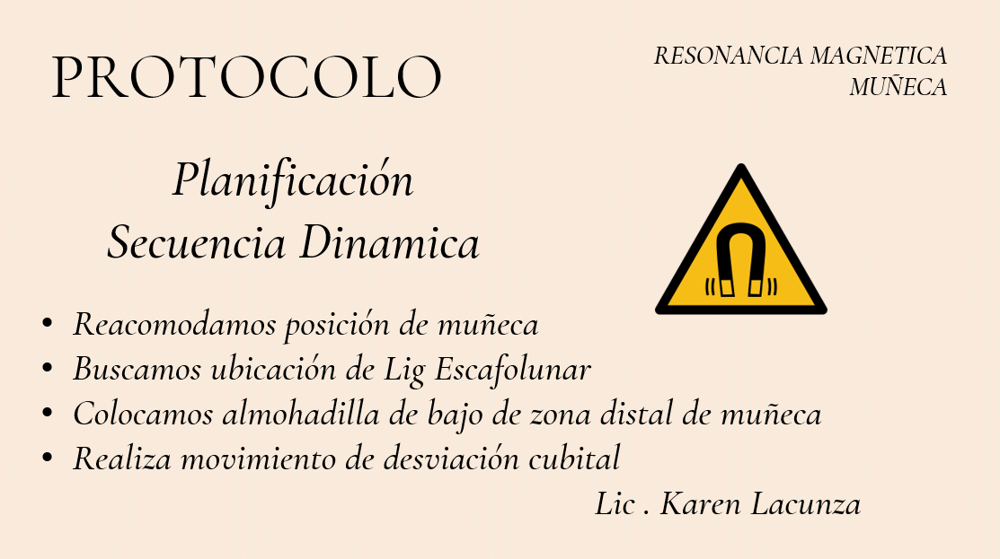 PROTOCOLO
RESONANCIA MAGNETICA
MUÑECA
Planificación
Secuencia Dinamica
• Reacomodamos posición de muñeca
• Buscamos ubicación de Lig Escafolunar
• Colocamos almohadilla de bajo de zona distal de muñeca
• Realiza movimiento de desviación cubital
Lic . Karen Lacunza